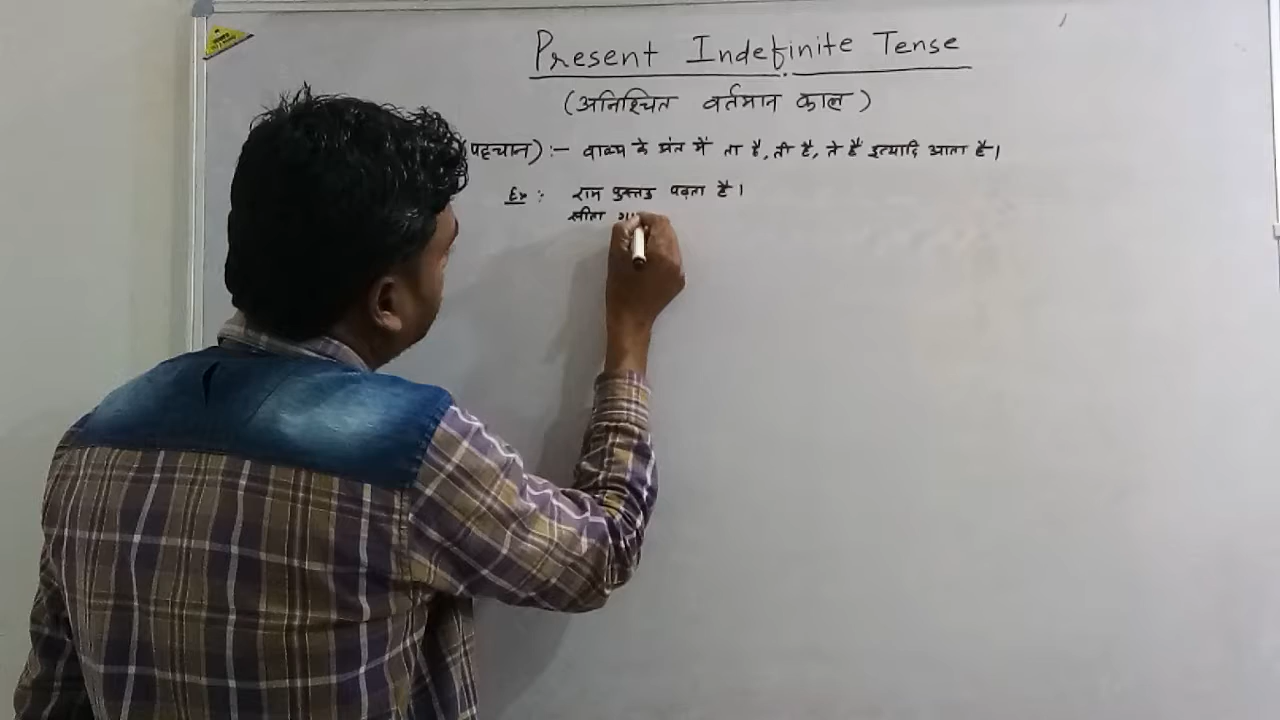 Present Indefinite Tense
(अनिश्चित वर्तमान काल)
(पहचान) :- वाक्य के अंत में ता है, ती है, ते हैं इत्यादि आता है।
Ex : राम पुस्तक पढ़ता है।
सीता